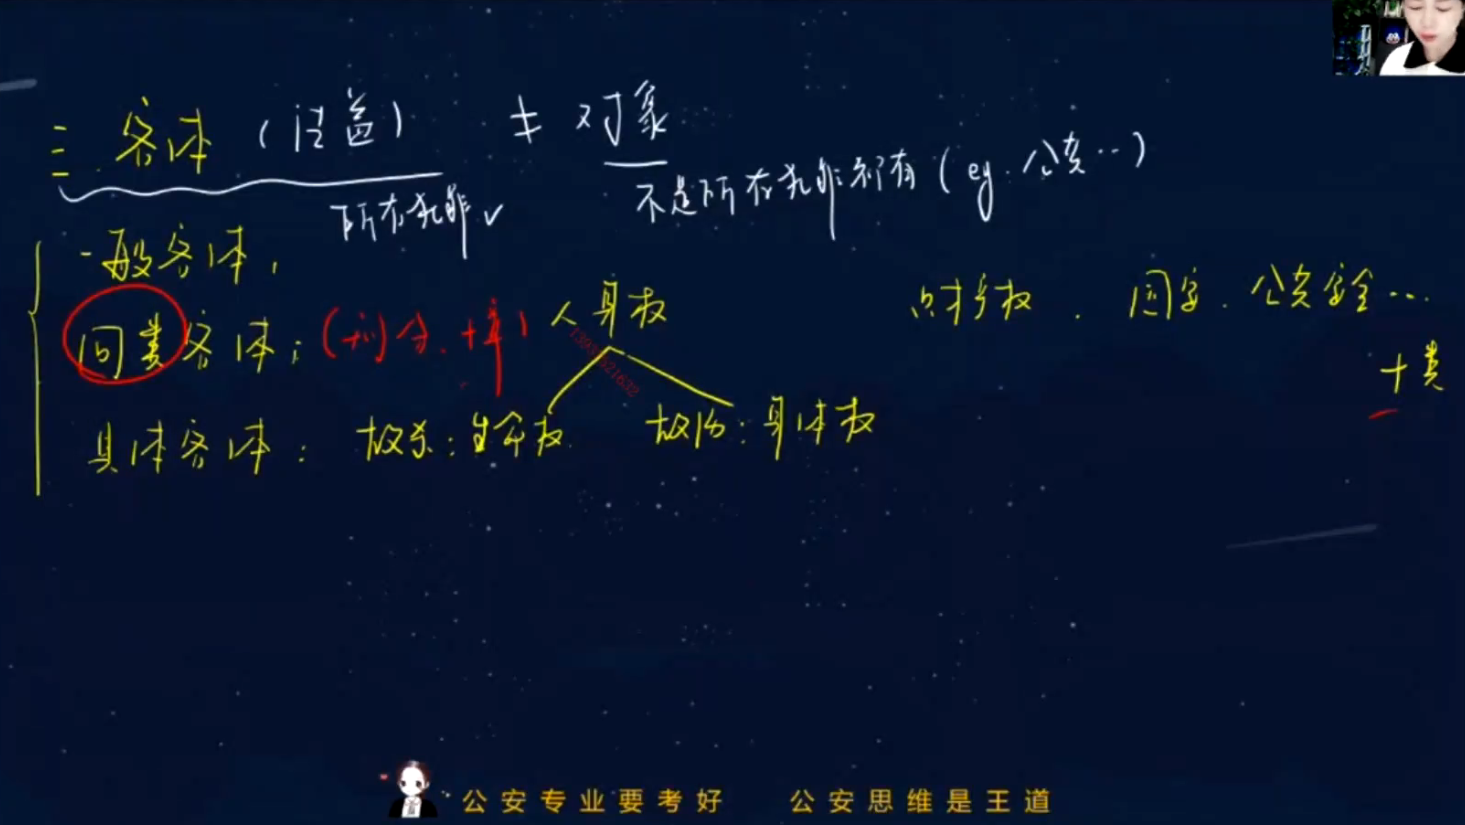 三、客体（法益） ≠ 对象
所有犯罪 ✓ 不是所有犯罪都有（eg. 公共…）
一般客体，
同类客体；（刑分、十章） 人身权 财产权、国安、公共安全…
十类
具体客体：故杀：生命权 故伤：身体权
公安专业要考好 公安思维是王道